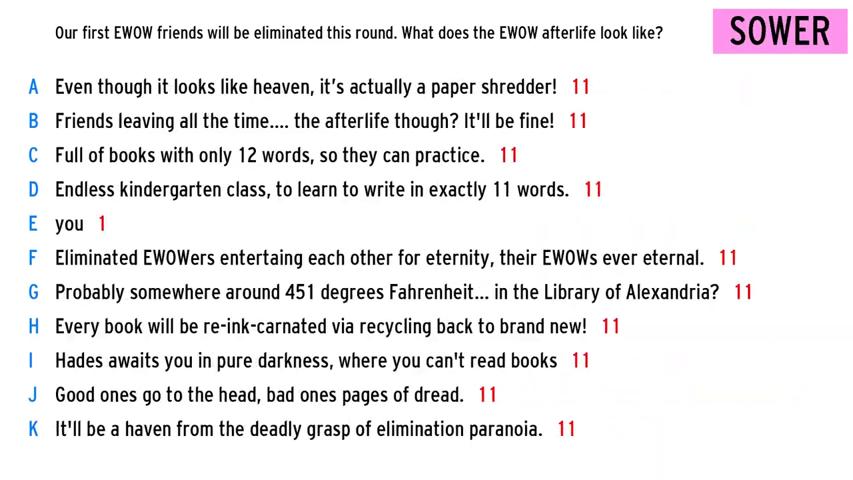 Our first EWOW friends will be eliminated this round. What does the EWOW afterlife look like?
SOWER
A Even though it looks like heaven, it's actually a paper shredder! 11
B Friends leaving all the time.... the afterlife though? It'll be fine! 11
C Full of books with only 12 words, so they can practice. 11
D Endless kindergarten class, to learn to write in exactly 11 words. 11
E you 1
F Eliminated EWOWers entertaing each other for eternity, their EWOWs ever eternal. 11
G Probably somewhere around 451 degrees Fahrenheit... in the Library of Alexandria? 11
H Every book will be re-ink-carnated via recycling back to brand new! 11
I Hades awaits you in pure darkness, where you can't read books 11
J Good ones go to the head, bad ones pages of dread. 11
K It'll be a haven from the deadly grasp of elimination paranoia. 11